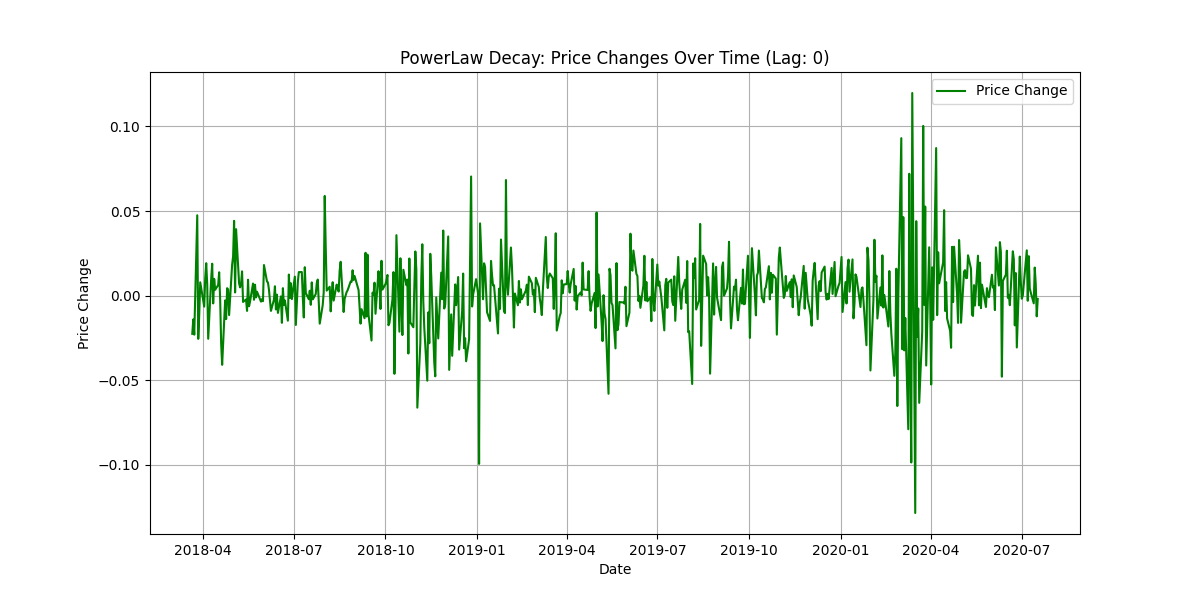 PowerLaw Decay: Price Changes Over Time (Lag: 0)
Price Change
0.10
0.05
0.00
−0.05
−0.10
Price Change
2018-04 2018-07 2018-10 2019-01 2019-04 2019-07 2019-10 2020-01 2020-04 2020-07
Date